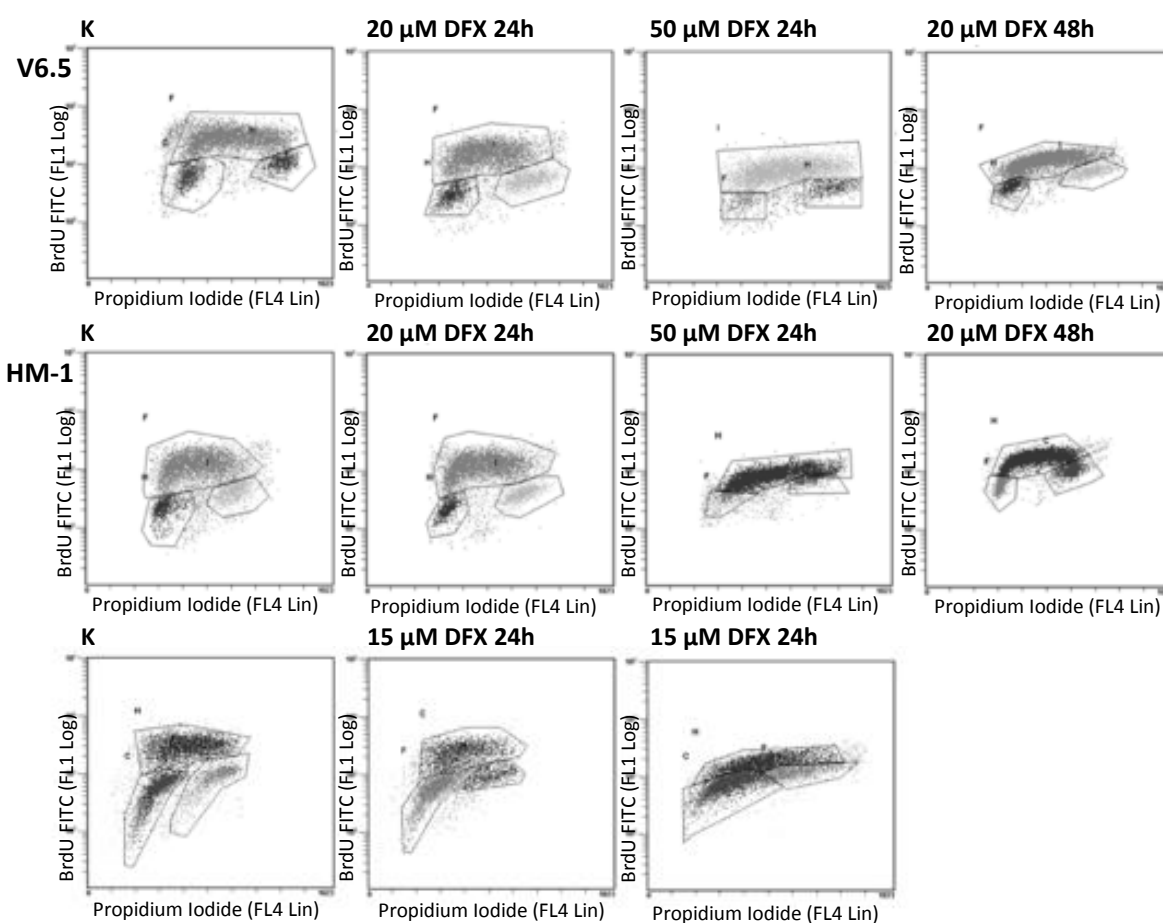 K 20 µM DFX 24h 50 µM DFX 24h 20 µM DFX 48h
V6.5
BrdU FITC (FL1 Log) BrdU FITC (FL1 Log) BrdU FITC (FL1 Log) BrdU FITC (FL1 Log)
Propidium Iodide (FL4 Lin) Propidium Iodide (FL4 Lin) Propidium Iodide (FL4 Lin) Propidium Iodide (FL4 Lin)
K 20 µM DFX 24h 50 µM DFX 24h 20 µM DFX 48h
HM-1
BrdU FITC (FL1 Log) BrdU FITC (FL1 Log) BrdU FITC (FL1 Log) BrdU FITC (FL1 Log)
Propidium Iodide (FL4 Lin) Propidium Iodide (FL4 Lin) Propidium Iodide (FL4 Lin) Propidium Iodide (FL4 Lin)
K 15 µM DFX 24h 15 µM DFX 24h
BrdU FITC (FL1 Log) BrdU FITC (FL1 Log) BrdU FITC (FL1 Log)
Propidium Iodide (FL4 Lin) Propidium Iodide (FL4 Lin) Propidium Iodide (FL4 Lin)